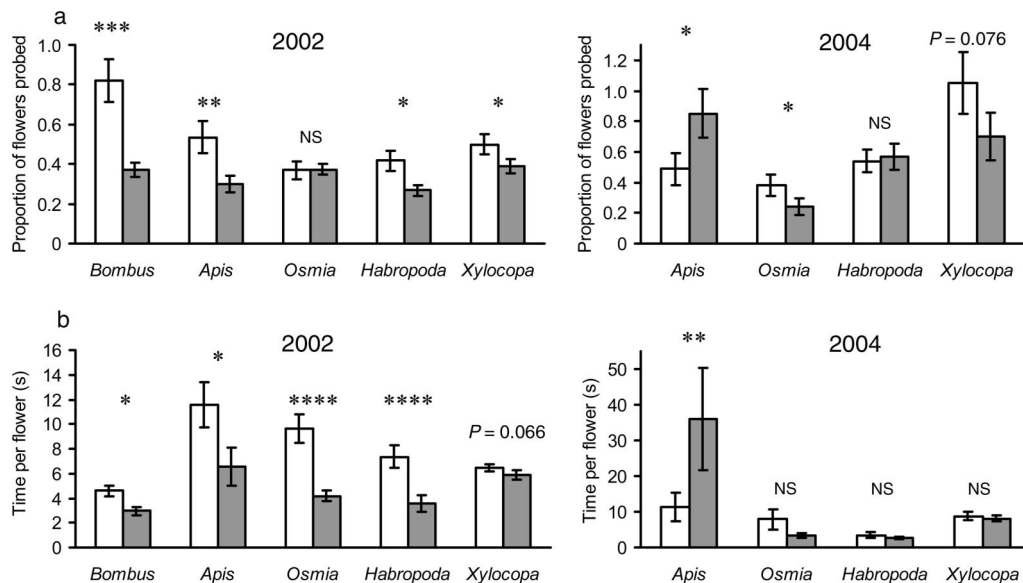 a
2002
Proportion of flowers probed
1.0
0.8
0.6
0.4
0.2
0
***
**
NS
*
*
Bombus
Apis
Osmia
Habropoda
Xylocopa
2004
Proportion of flowers probed
1.2
1.0
0.8
0.6
0.4
0.2
0
*
*
NS
P = 0.076
Apis
Osmia
Habropoda
Xylocopa
b
2002
Time per flower (s)
16
14
12
10
8
6
4
2
0
*
*
****
****
P = 0.066
Bombus
Apis
Osmia
Habropoda
Xylocopa
2004
Time per flower (s)
50
40
30
20
10
0
**
NS
NS
NS
Apis
Osmia
Habropoda
Xylocopa